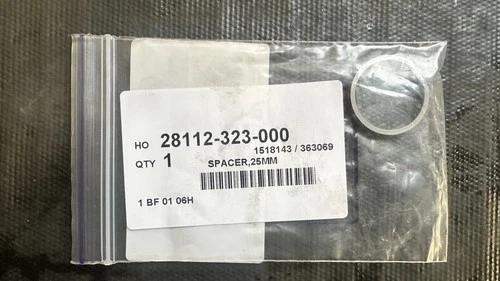 HO 28112-323-000
1518143 / 363069
QTY 1
SPACER,25MM
1 BF 01 06H